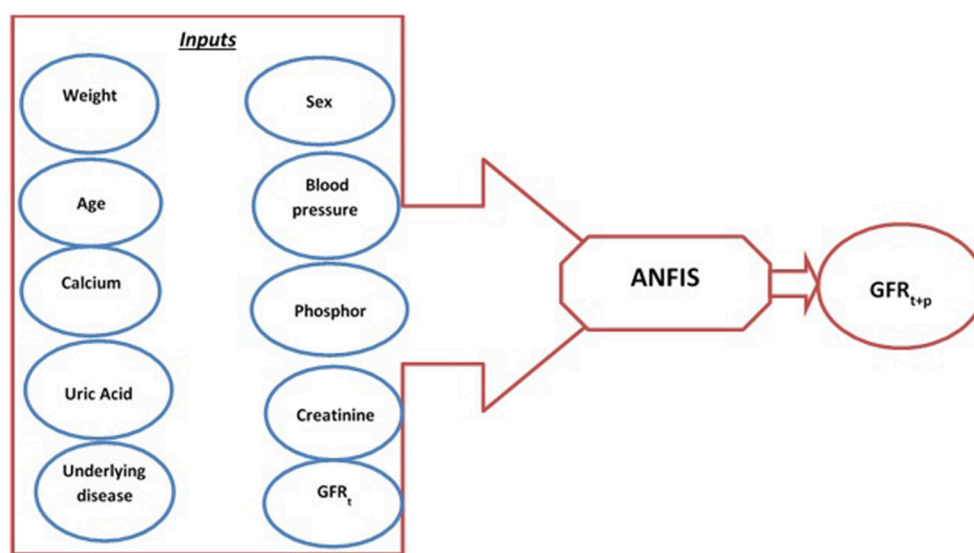 Inputs
Weight
Sex
Age
Blood
pressure
Calcium
Phosphor
Uric Acid
Creatinine
Underlying
disease
GFRt
ANFIS
GFRt+p